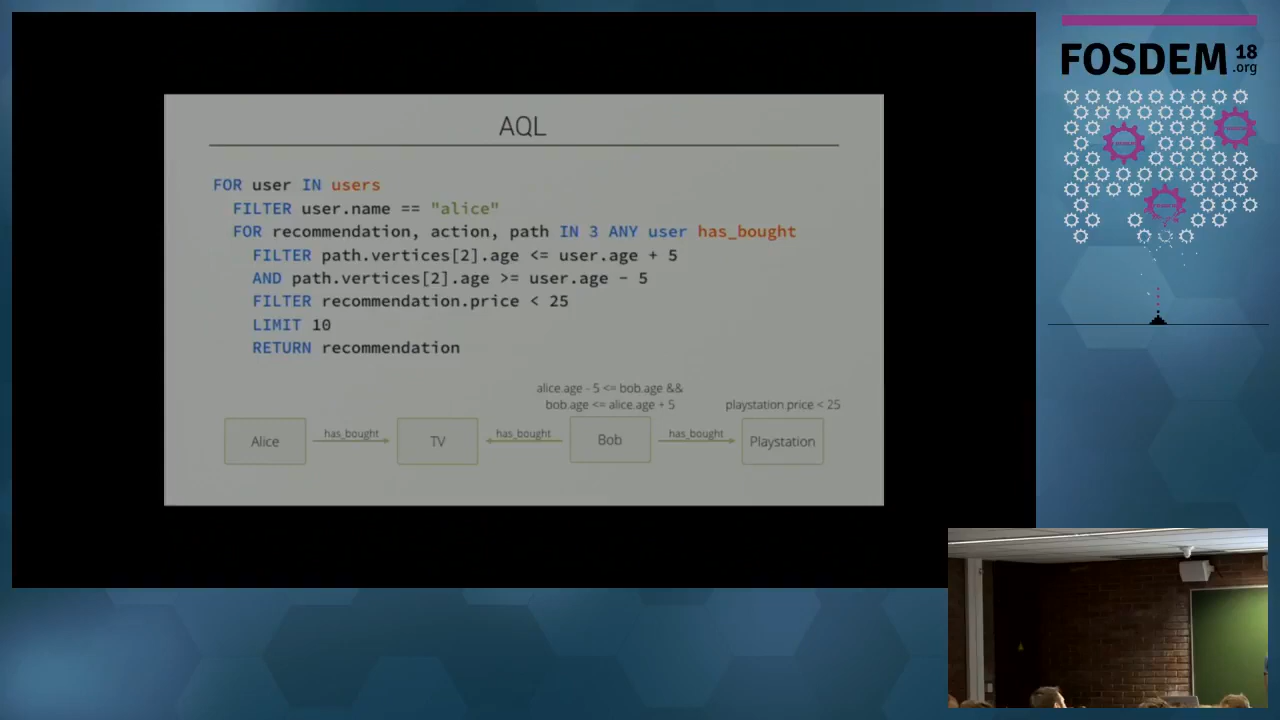 AQL
FOR user IN users
FILTER user.name == "alice"
FOR recommendation, action, path IN 3 ANY user has_bought
FILTER path.vertices[2].age <= user.age + 5
AND path.vertices[2].age >= user.age - 5
FILTER recommendation.price < 25
LIMIT 10
RETURN recommendation
alice.age - 5 <= bob.age &&
bob.age <= alice.age + 5
playstation.price < 25
Alice
has_bought
TV
has_bought
Bob
has_bought
Playstation
FOSDEM 18
.org